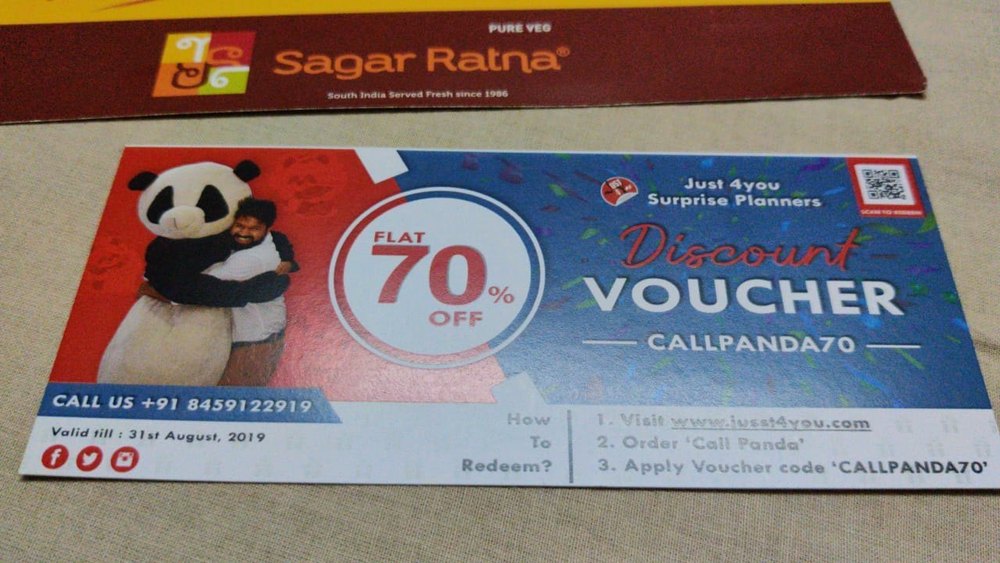 PURE VEG
Sagar Ratna®
South India Served Fresh since 1986
Just 4you
Surprise Planners
FLAT
70%
OFF
Discount
VOUCHER
CALLPANDA70
CALL US +91 8459122919
Valid till : 31st August, 2019
How
To
Redeem?
1. Visit www.jusst4you.com
2. Order 'Call Panda'
3. Apply Voucher code 'CALLPANDA70'